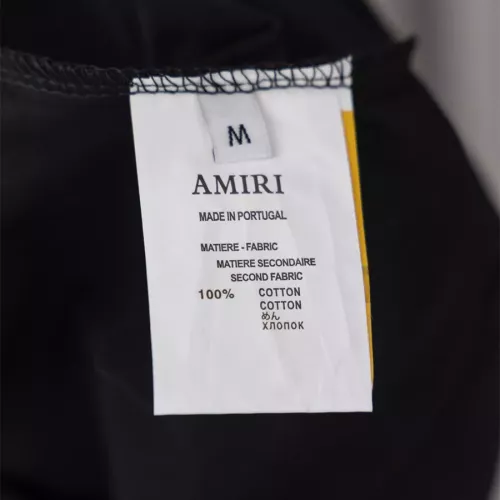 M
AMIRI
MADE IN PORTUGAL
MATIERE - FABRIC
MATIERE SECONDAIRE
SECOND FABRIC
100% COTTON
COTTON
めん
ХЛОПОК